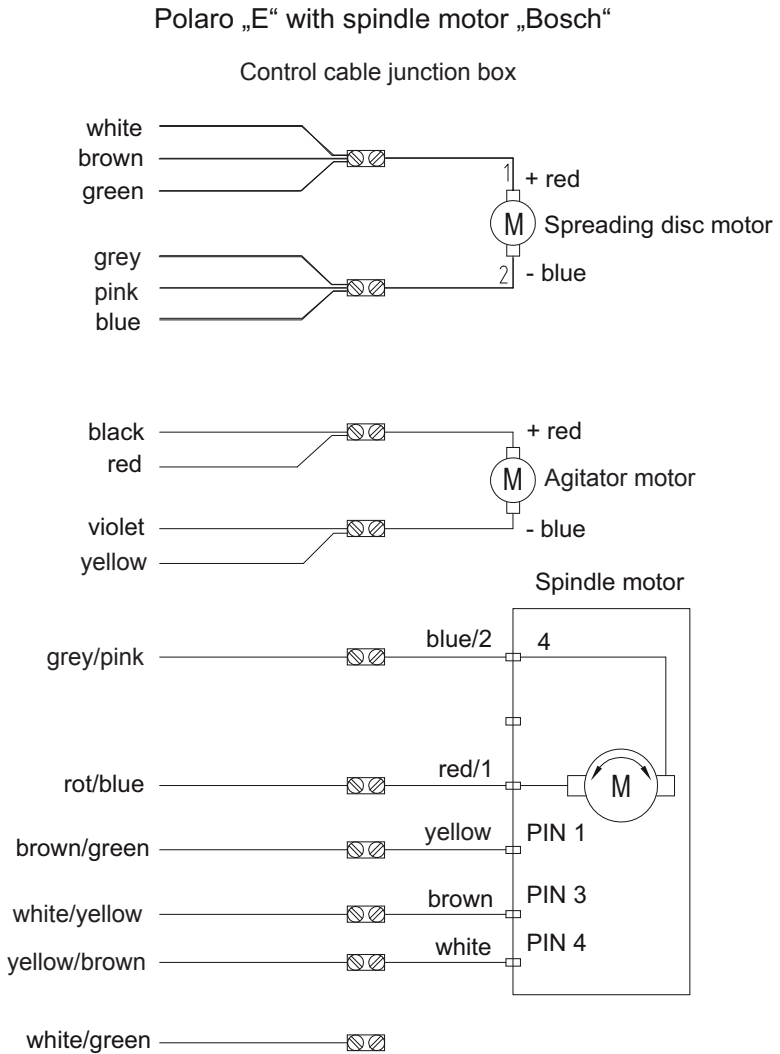 Polaro „E“ with spindle motor „Bosch“
Control cable junction box
white
brown
green
1
+ red
M
Spreading disc motor
grey
pink
blue
2
- blue
black
red
+ red
M
Agitator motor
violet
yellow
- blue
Spindle motor
grey/pink
blue/2
4
rot/blue
red/1
M
brown/green
yellow
PIN 1
white/yellow
brown
PIN 3
yellow/brown
white
PIN 4
white/green